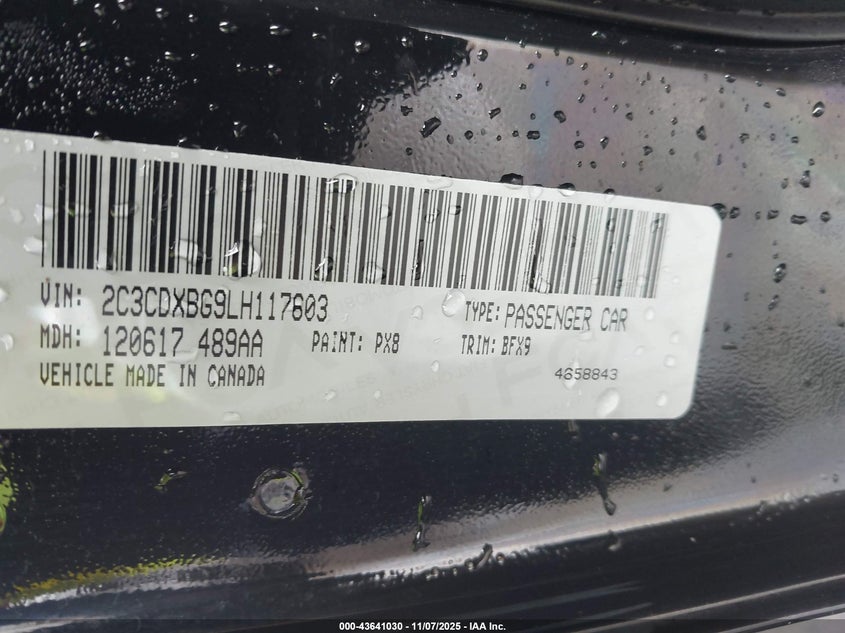 VIN: 2C3CDXBG9LH117603 TYPE: PASSENGER CAR
MDH: 120617 489AA PAINT: PX8 TRIM: BFX9
VEHICLE MADE IN CANADA 4658843
000-43641030 - 11/07/2025 - IAA Inc.